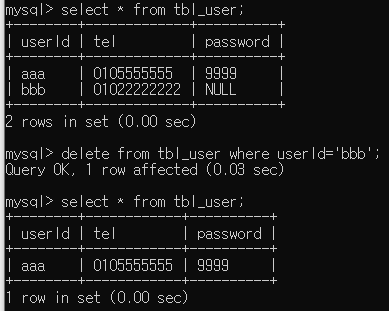 mysql> select * from tbl_user;
+--------+-------------+----------+
| userId | tel         | password |
+--------+-------------+----------+
| aaa    | 0105555555  | 9999     |
| bbb    | 01022222222 | NULL     |
+--------+-------------+----------+
2 rows in set (0.00 sec)
mysql> delete from tbl_user where userId='bbb';
Query OK, 1 row affected (0.03 sec)
mysql> select * from tbl_user;
+--------+------------+----------+
| userId | tel        | password |
+--------+------------+----------+
| aaa    | 0105555555 | 9999     |
+--------+------------+----------+
1 row in set (0.00 sec)